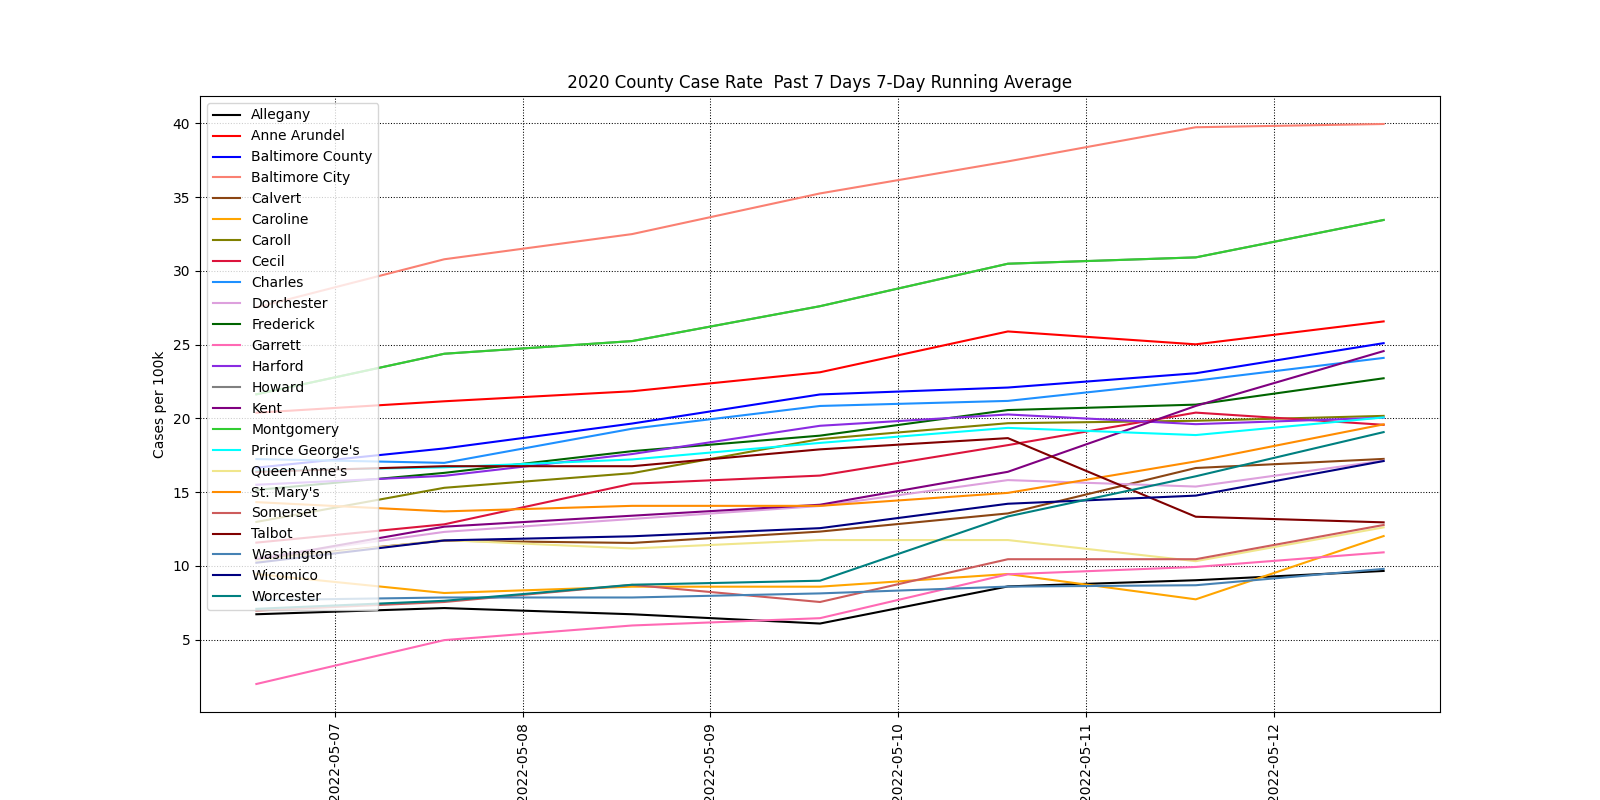 2020 County Case Rate  Past 7 Days 7-Day Running Average
Cases per 100k
40
35
30
25
20
15
10
5
Allegany
Anne Arundel
Baltimore County
Baltimore City
Calvert
Caroline
Caroll
Cecil
Charles
Dorchester
Frederick
Garrett
Harford
Howard
Kent
Montgomery
Prince George's
Queen Anne's
St. Mary's
Somerset
Talbot
Washington
Wicomico
Worcester
2022-05-07
2022-05-08
2022-05-09
2022-05-10
2022-05-11
2022-05-12